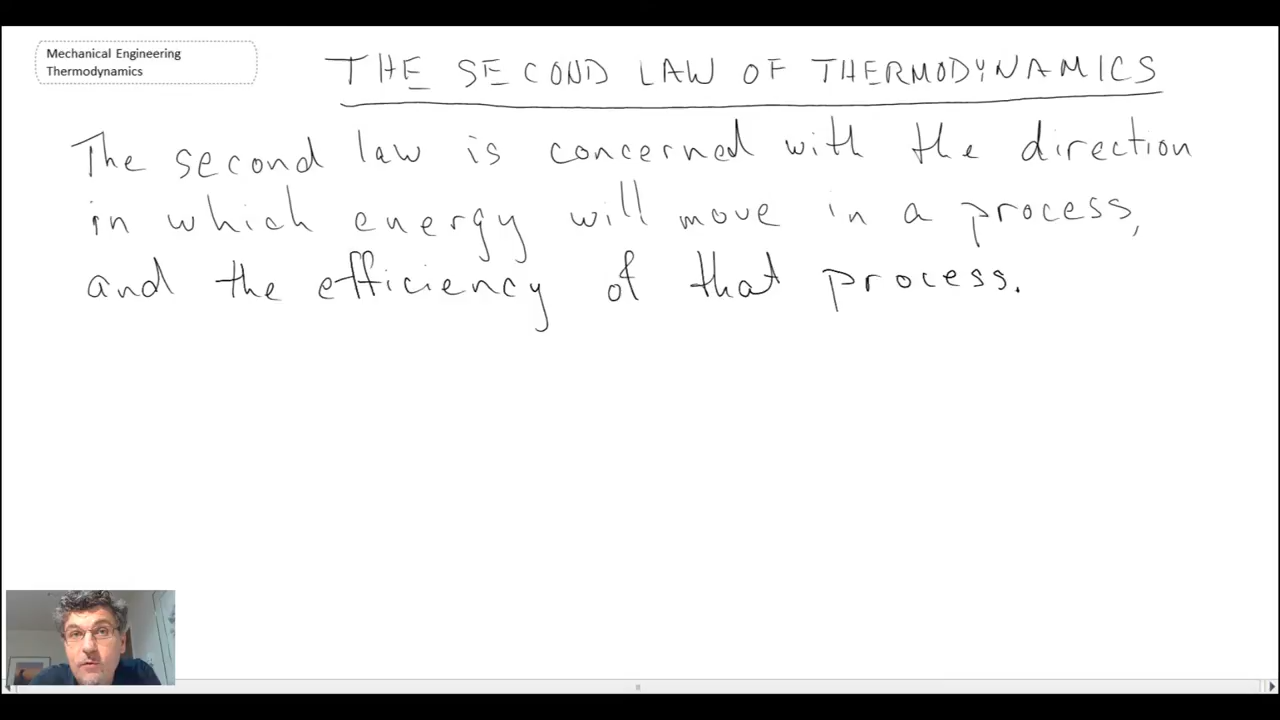 Mechanical Engineering
Thermodynamics
THE SECOND LAW OF THERMODYNAMICS
The second law is concerned with the direction
in which energy will move in a process,
and the efficiency of that process.